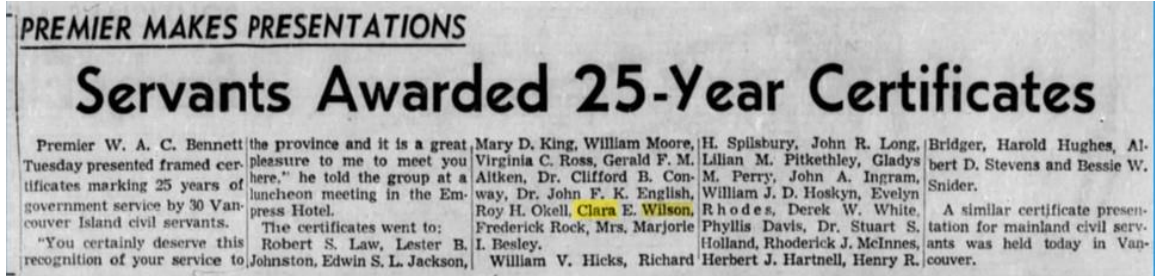 PREMIER MAKES PRESENTATIONS
Servants Awarded 25-Year Certificates
Premier W. A. C. Bennett
Tuesday presented framed cer-
tificates marking 25 years of
government service by 30 Van-
couver Island civil servants.
"You certainly deserve this
recognition of your service to
the province and it is a great
pleasure to me to meet you
here," he told the group at a
luncheon meeting in the Em-
press Hotel.
The certificates went to:
Robert S. Law, Lester B.
Johnston, Edwin S. L. Jackson,
Mary D. King, William Moore,
Virginia C. Ross, Gerald F. M.
Aitken, Dr. Clifford B. Con-
way, Dr. John F. K. English,
Roy H. Okell, Clara E. Wilson,
Frederick Rock, Mrs. Marjorie
I. Besley.
William V. Hicks, Richard
H. Spilsbury, John R. Long,
Lilian M. Pitkethley, Gladys
M. Perry, John A. Ingram,
William J. D. Hoskyn, Evelyn
Rhodes, Derek W. White,
Phyllis Davis, Dr. Stuart S.
Holland, Rhoderick J. McInnes,
Herbert J. Hartnell, Henry R.
Bridger, Harold Hughes, Al-
bert D. Stevens and Bessie W.
Snider.
A similar certificate presen-
tation for mainland civil serv-
ants was held today in Van-
couver.